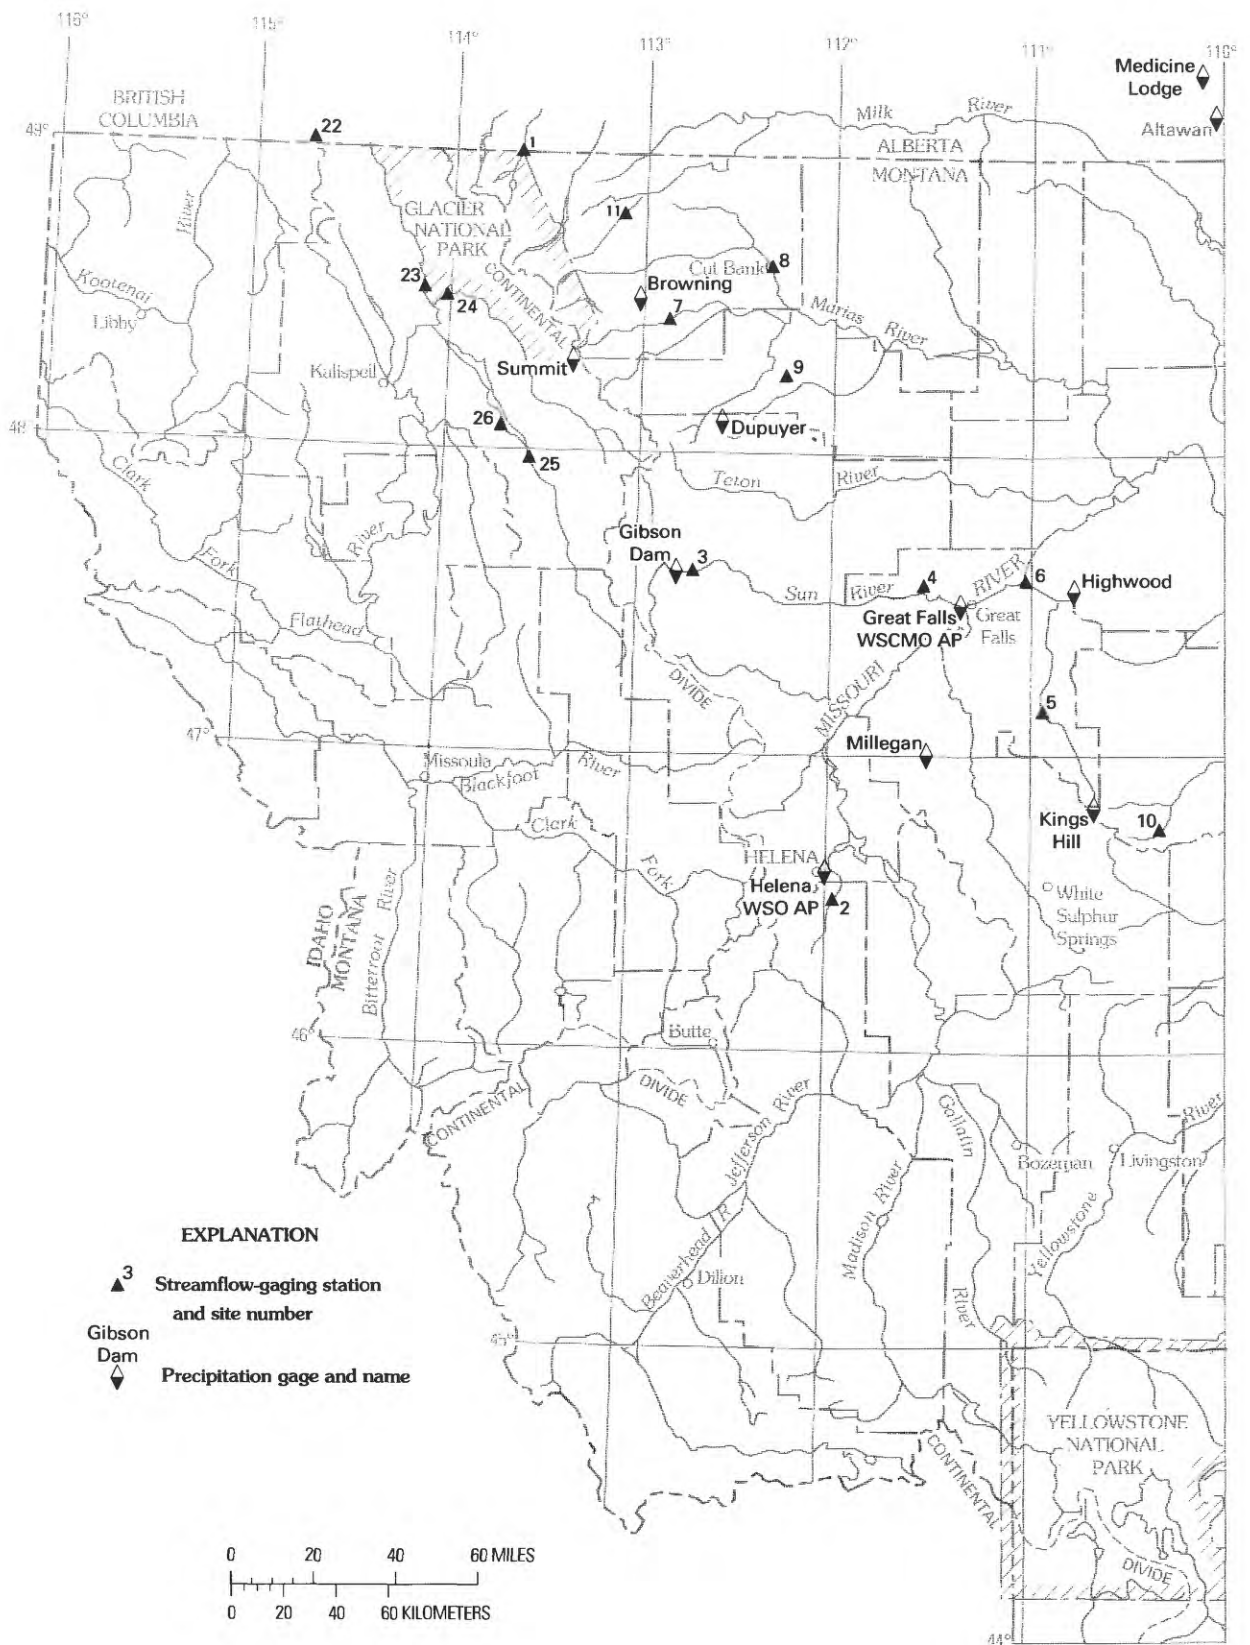 116°
115°
114°
113°
112°
111°
110°
Medicine
Lodge
Altawan
BRITISH
COLUMBIA
49°
22
1
Milk
River
ALBERTA
MONTANA
River
GLACIER
NATIONAL
PARK
11
CONTINENTAL
Cut Bank
8
Browning
23
24
7
Kootenai
Libby
Marias
River
Summit
Kalispell
9
26
Dupuyer
48
25
Clark
Teton
River
River
Gibson
Dam
3
Fork
Sun
River
4
RIVER
6
Highwood
Great Falls
WSCMO AP
Great
Falls
Flathead
DIVIDE
MISSOURI
5
47°
Millegan
Missoula
Blackfoot
River
Kings
Hill
10
Clark
Fork
HELENA
Helena
WSO AP
2
White
Sulphur
Springs
IDAHO
MONTANA
Bitterroot River
46°
Butte
CONTINENTAL
DIVIDE
Jefferson River
Gallatin
River
Bozeman
Livingston
Madison River
Yellowstone
EXPLANATION
3
Streamflow-gaging station
and site number
Gibson
Dam
Precipitation gage and name
Beaverhead R
Dillon
River
45°
YELLOWSTONE
NATIONAL
PARK
CONTINENTAL
DIVIDE
0 20 40 60 MILES
0 20 40 60 KILOMETERS
44°